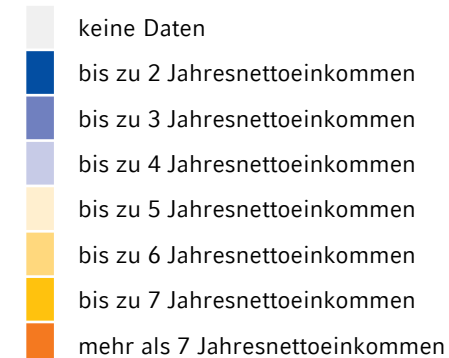 keine Daten
bis zu 2 Jahresnettoeinkommen
bis zu 3 Jahresnettoeinkommen
bis zu 4 Jahresnettoeinkommen
bis zu 5 Jahresnettoeinkommen
bis zu 6 Jahresnettoeinkommen
bis zu 7 Jahresnettoeinkommen
mehr als 7 Jahresnettoeinkommen